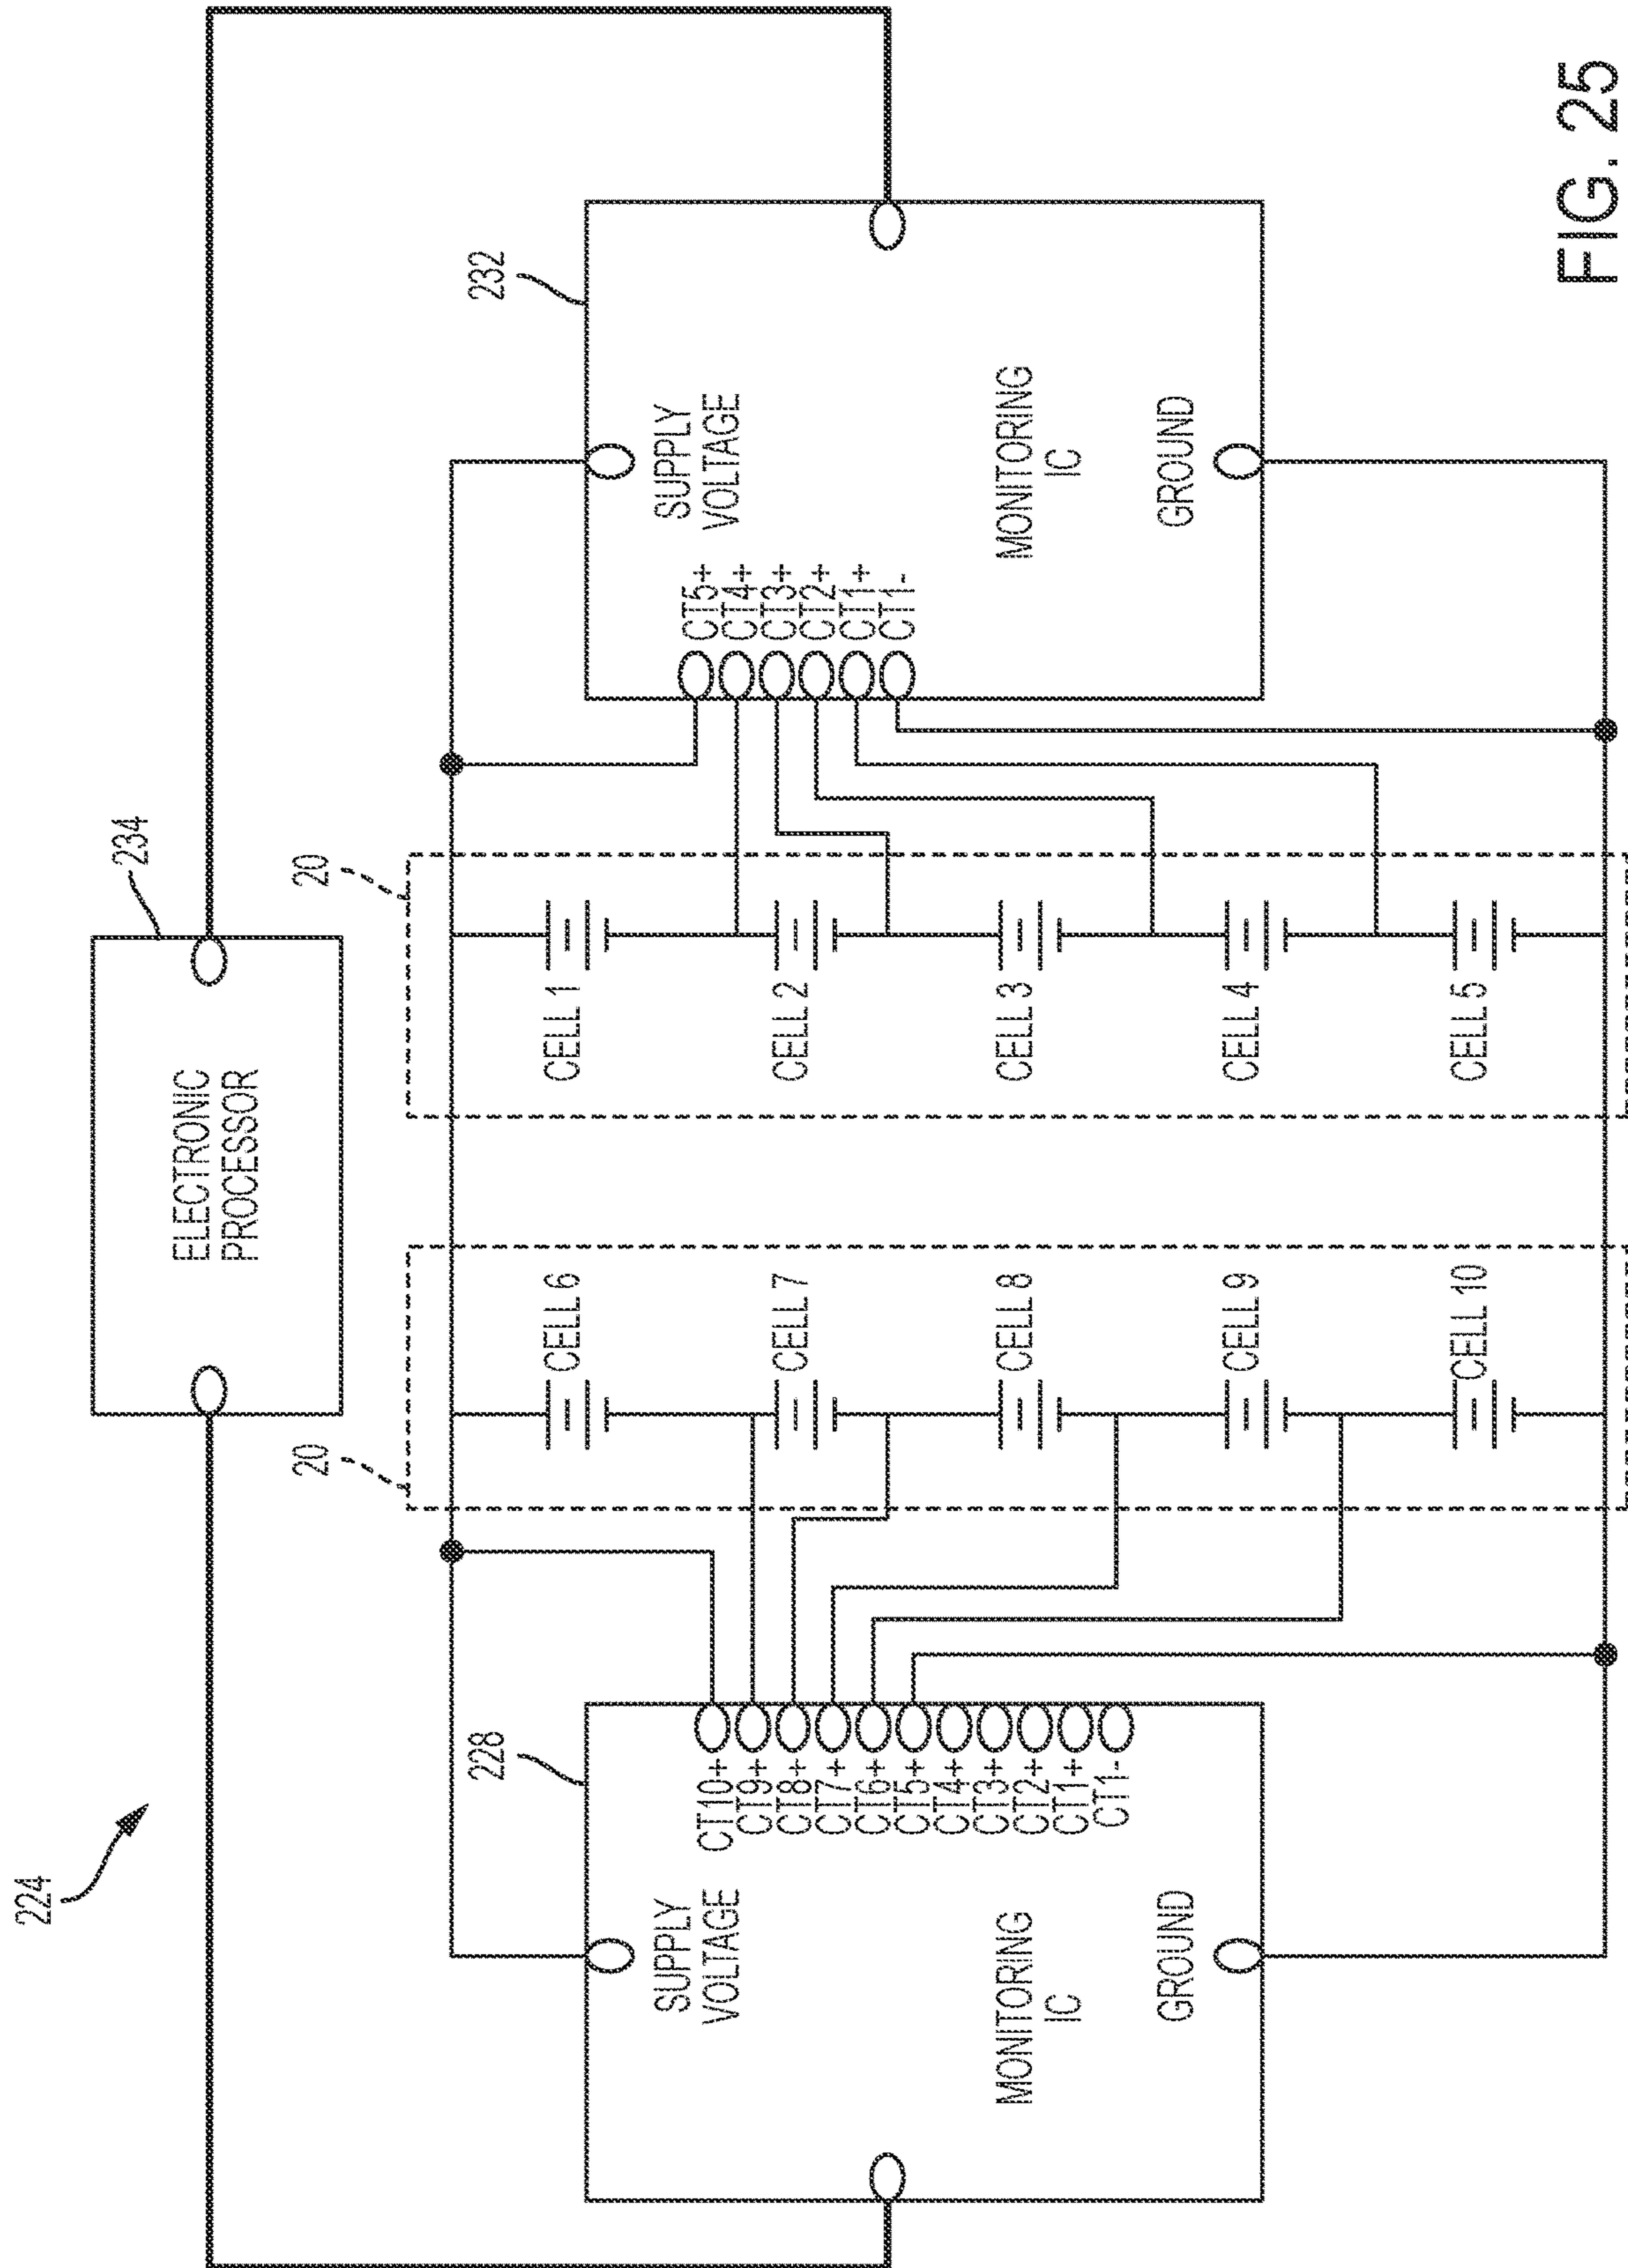 224
234
ELECTRONIC
PROCESSOR
20
20
228
232
SUPPLY
VOLTAGE
CT10+
CT9+
CT8+
CT7+
CT6+
CT5+
CT4+
CT3+
CT2+
CT1+
CT1-
MONITORING
IC
GROUND
CELL 6
CELL 7
CELL 8
CELL 9
CELL 10
CELL 1
CELL 2
CELL 3
CELL 4
CELL 5
SUPPLY
VOLTAGE
CT5+
CT4+
CT3+
CT2+
CT1+
CT1-
MONITORING
IC
GROUND
FIG. 25